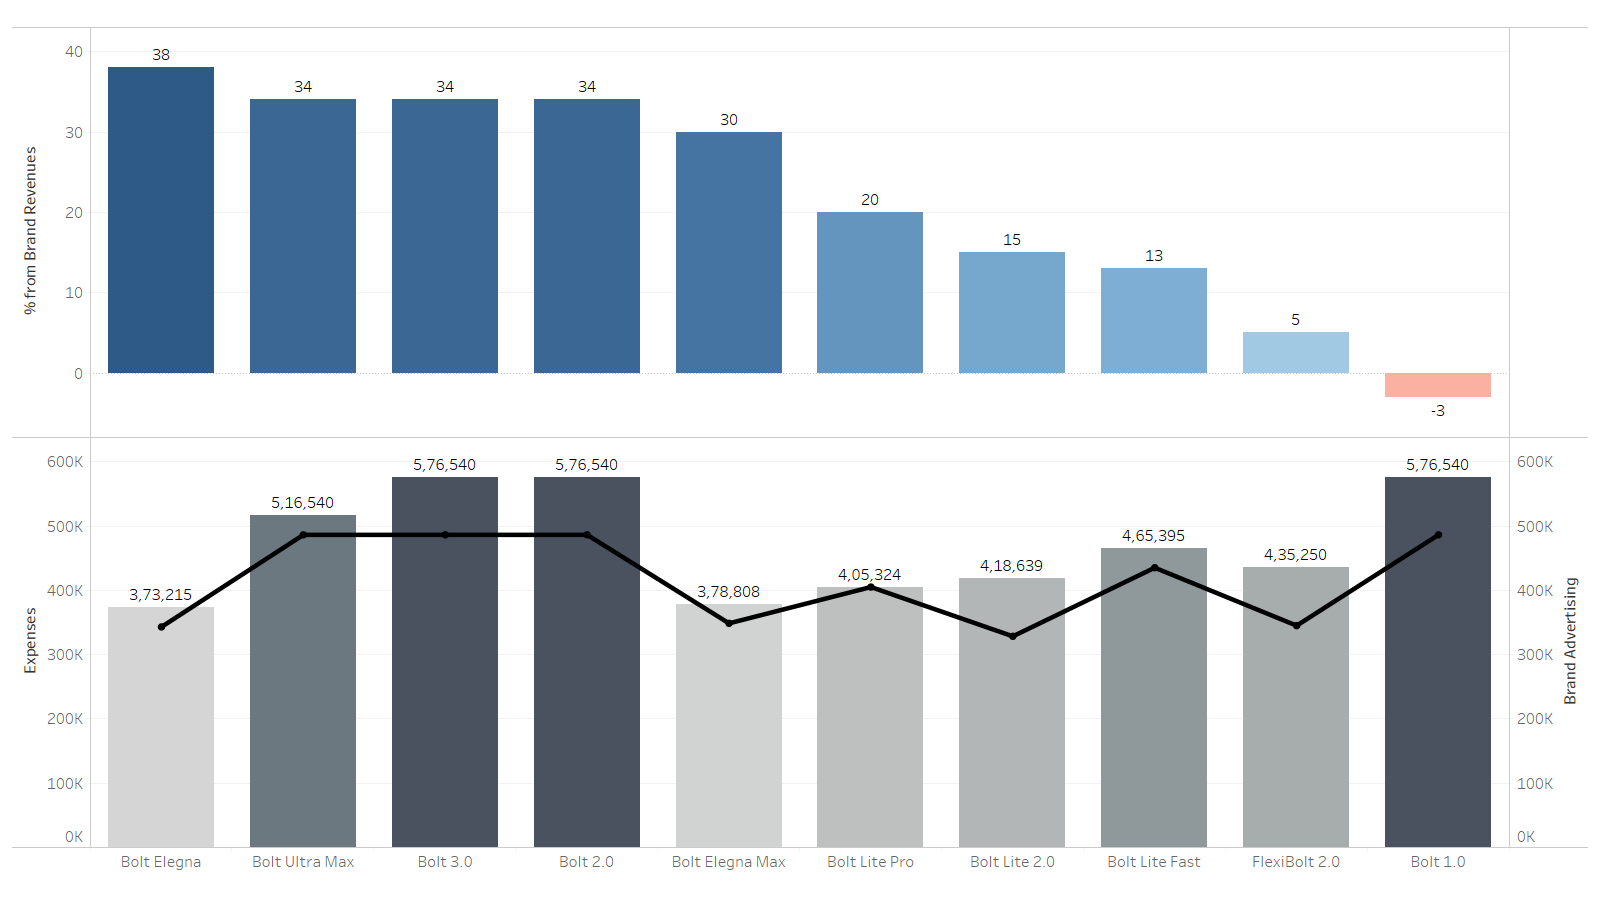 % from Brand Revenues
40
30
20
10
0
38
34
34
34
30
20
15
13
5
-3
Expenses
600K
500K
400K
300K
200K
100K
0K
3,73,215
5,16,540
5,76,540
5,76,540
3,78,808
4,05,324
4,18,639
4,65,395
4,35,250
5,76,540
600K
500K
400K
300K
200K
100K
0K
Brand Advertising
Bolt Elegna
Bolt Ultra Max
Bolt 3.0
Bolt 2.0
Bolt Elegna Max
Bolt Lite Pro
Bolt Lite 2.0
Bolt Lite Fast
FlexiBolt 2.0
Bolt 1.0